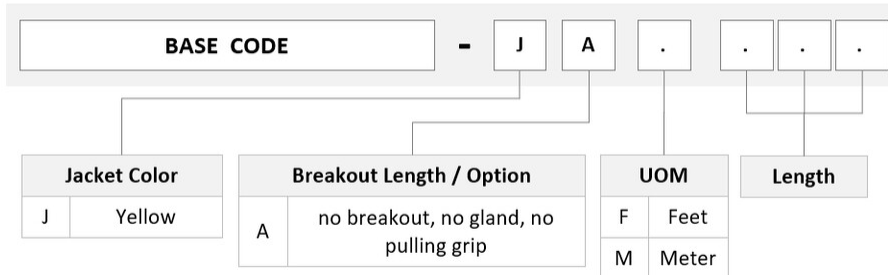 BASE CODE - J A . . . .
Jacket Color
J Yellow
Breakout Length / Option
A no breakout, no gland, no
pulling grip
UOM
F Feet
M Meter
Length